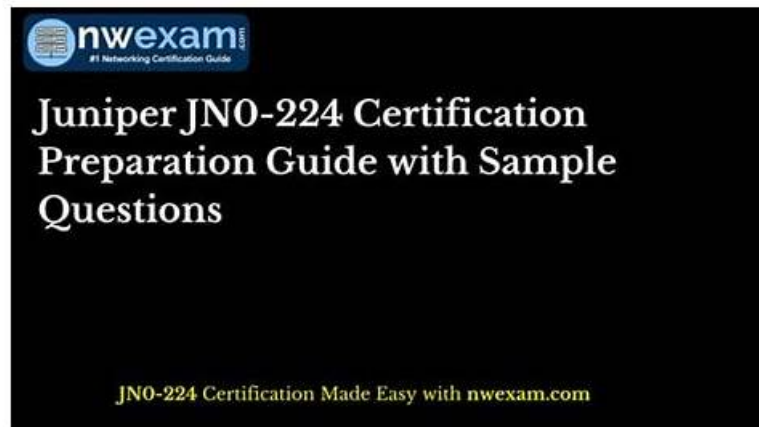 nwexam.com
#1 Networking Certification Guide
Juniper JN0-224 Certification
Preparation Guide with Sample
Questions
JN0-224 Certification Made Easy with nwexam.com